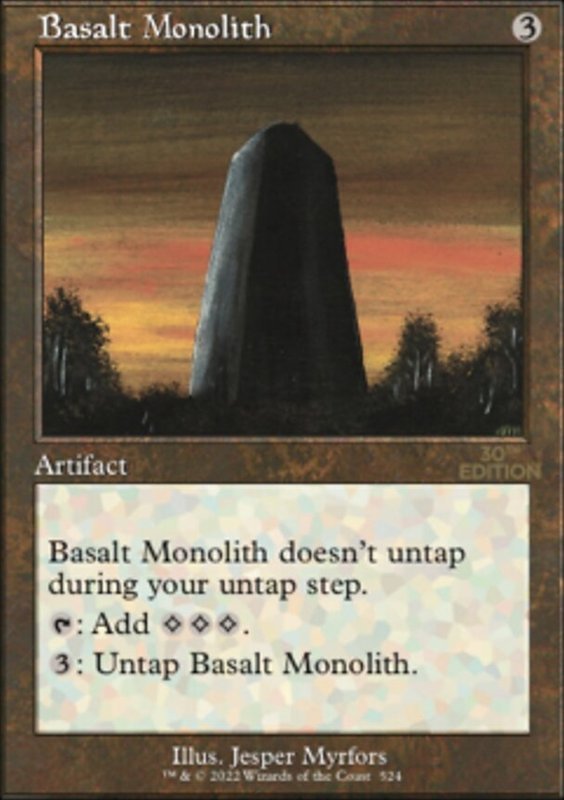 Basalt Monolith 3
Artifact
30TH
EDITION
Basalt Monolith doesn't untap
during your untap step.
: Add
3: Untap Basalt Monolith.
Illus. Jesper Myrfors
™ & © 2022 Wizards of the Coast 524